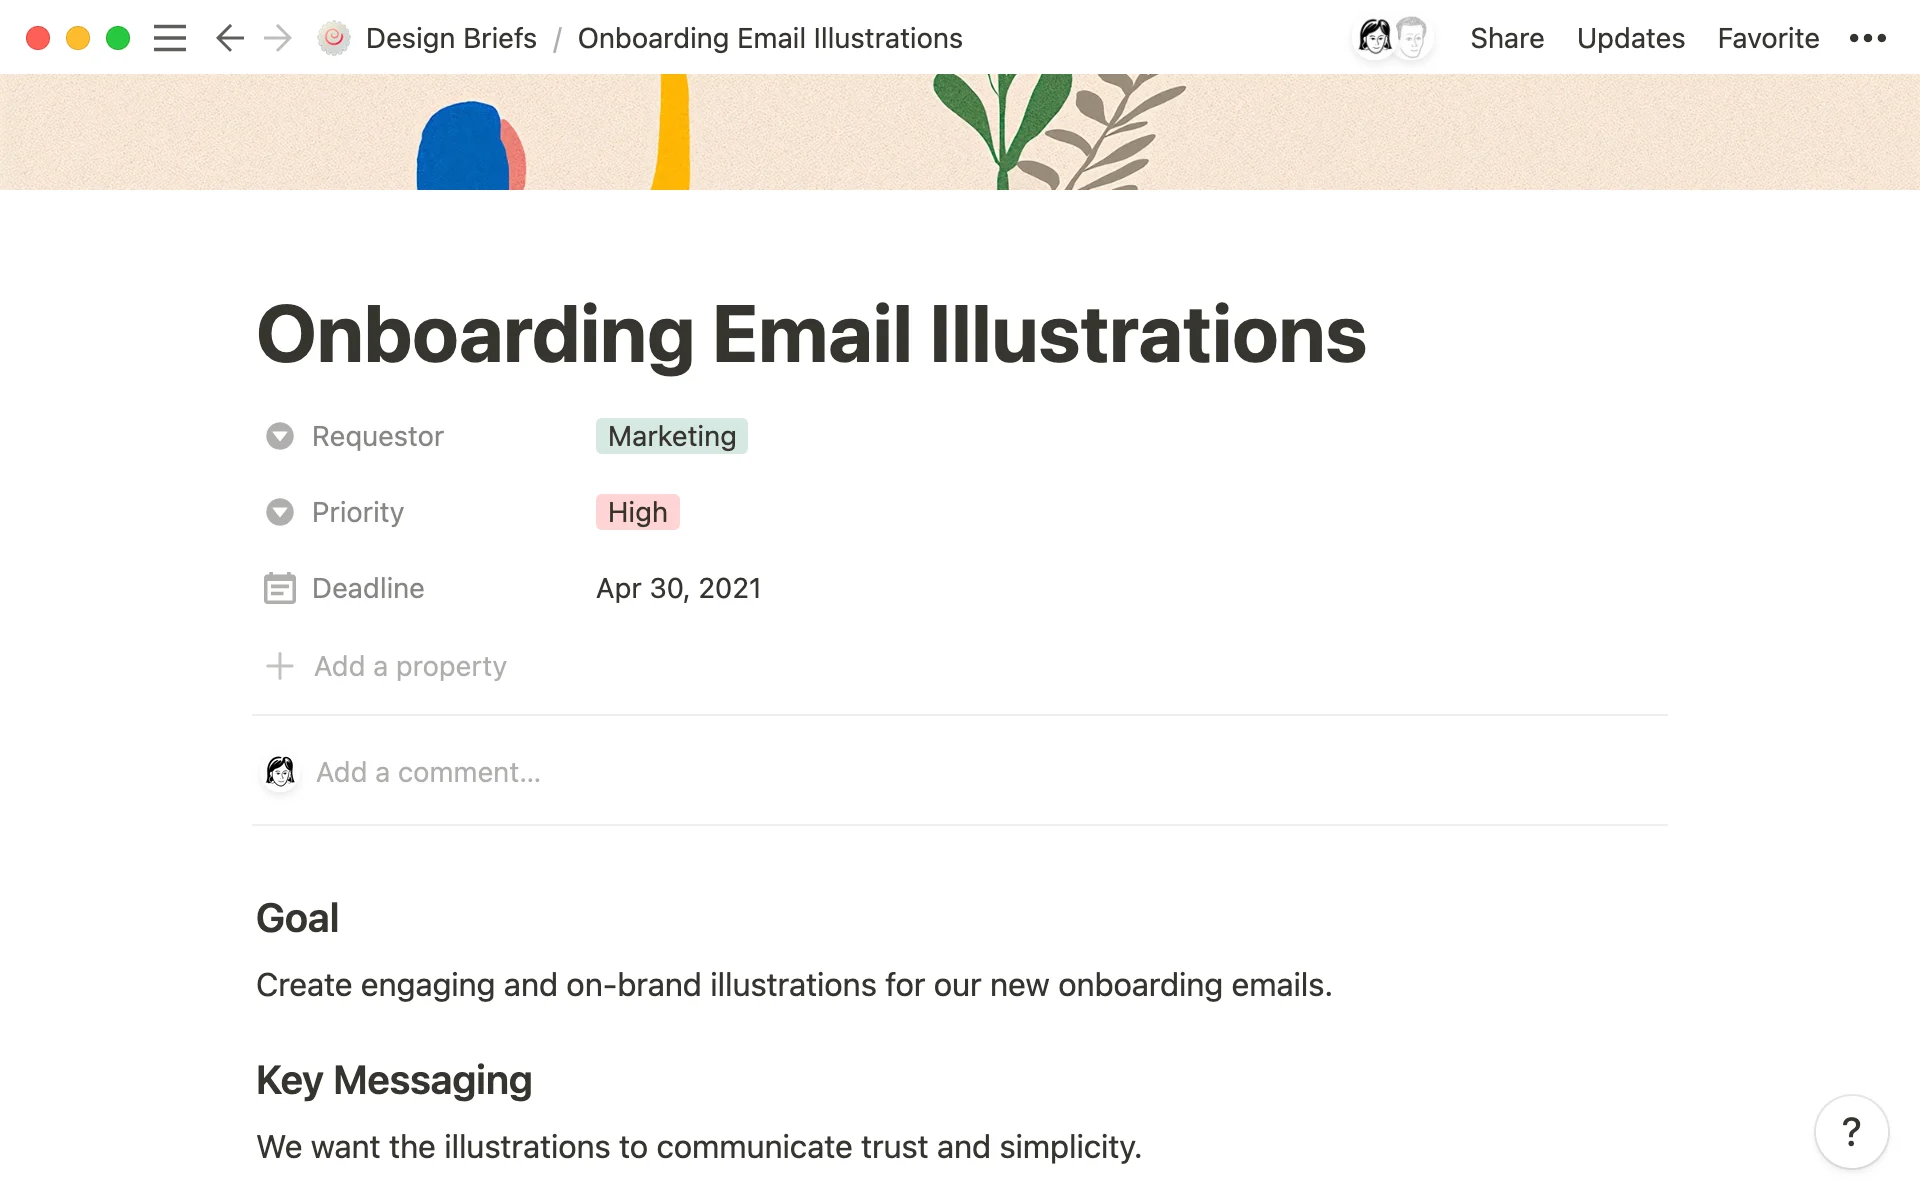 Design Briefs / Onboarding Email Illustrations
Share Updates Favorite •••
Onboarding Email Illustrations
Requestor Marketing
Priority High
Deadline Apr 30, 2021
Add a property
Add a comment...
Goal
Create engaging and on-brand illustrations for our new onboarding emails.
Key Messaging
We want the illustrations to communicate trust and simplicity.
?